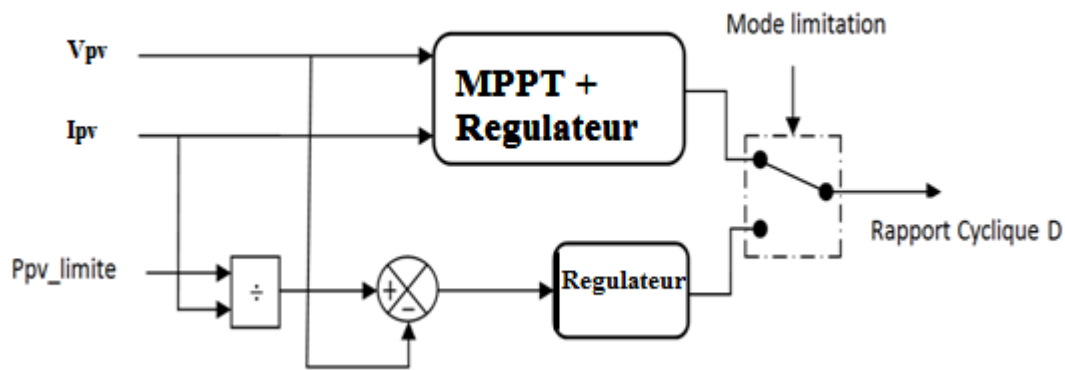 Mode limitation
Vpv
MPPT +
Regulateur
Ipv
Rapport Cyclique D
Ppv_limite
÷
+
−
Regulateur